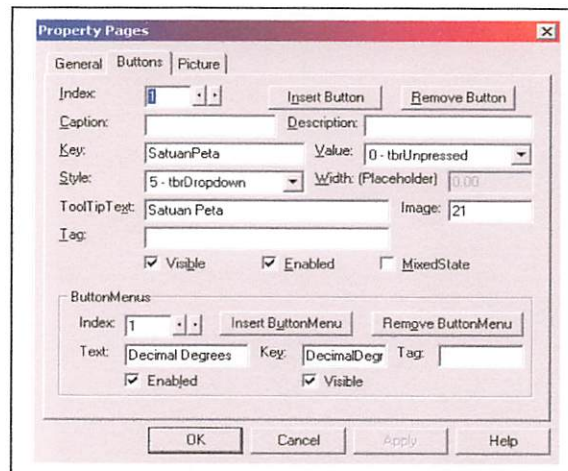 Property Pages
General Buttons Picture
Index: 1 Insert Button Remove Button
Caption: Description:
Key: SatuanPeta Value: 0 - tbrUnpressed
Style: 5 - tbrDropdown Width: (Placeholder) 0.00
ToolTipText: Satuan Peta Image: 21
Tag:
Visible Enabled MixedState
ButtonMenus
Index: 1 Insert ButtonMenu Remove ButtonMenu
Text: Decimal Degrees Key: DecimalDegr Tag:
Enabled Visible
OK Cancel Apply Help